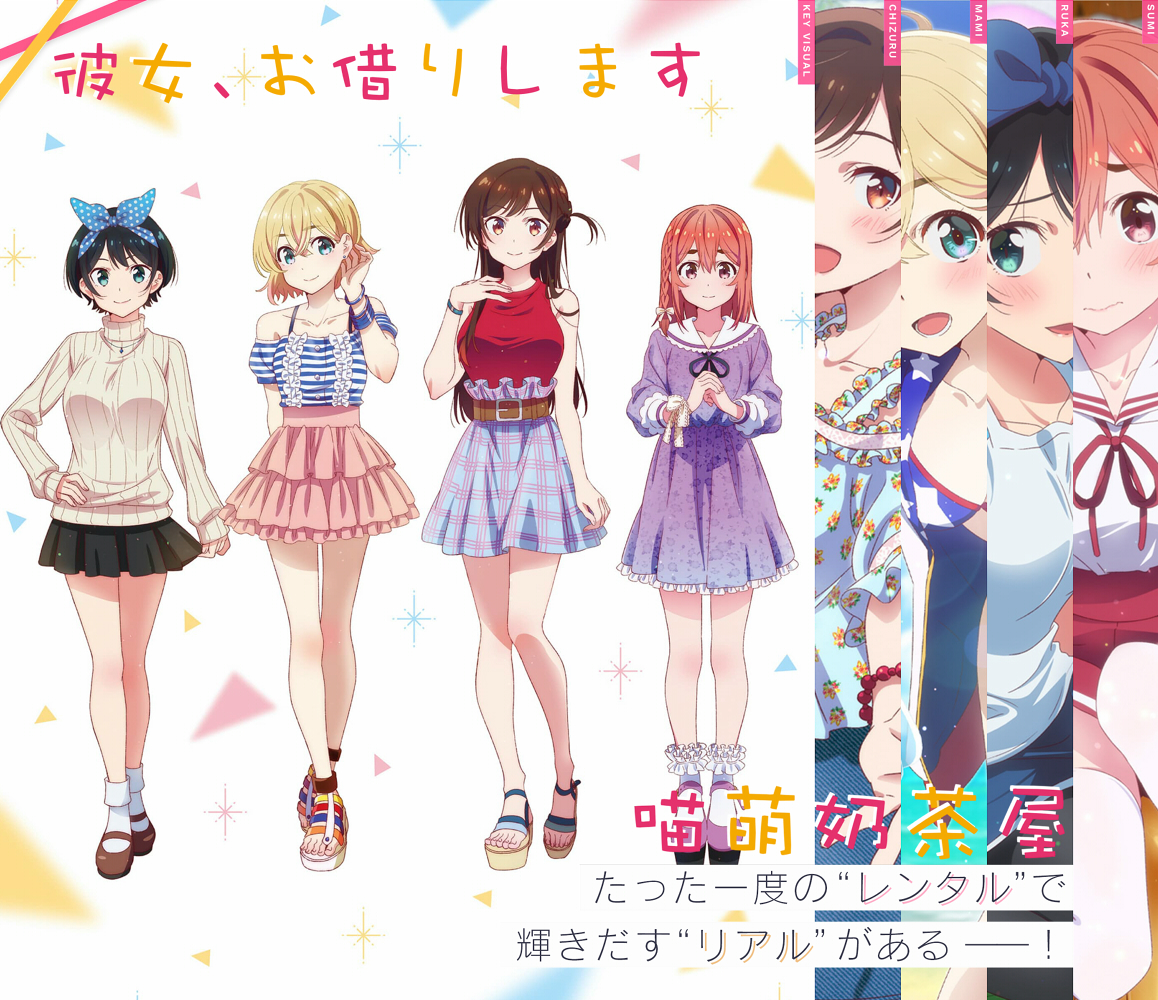 彼女、お借りします
KEY VISUAL
CHIZURU
MAMI
RUKA
SUMI
喵萌奶茶屋
たった一度の“レンタル”で
輝きだす“リアル”がある ――！